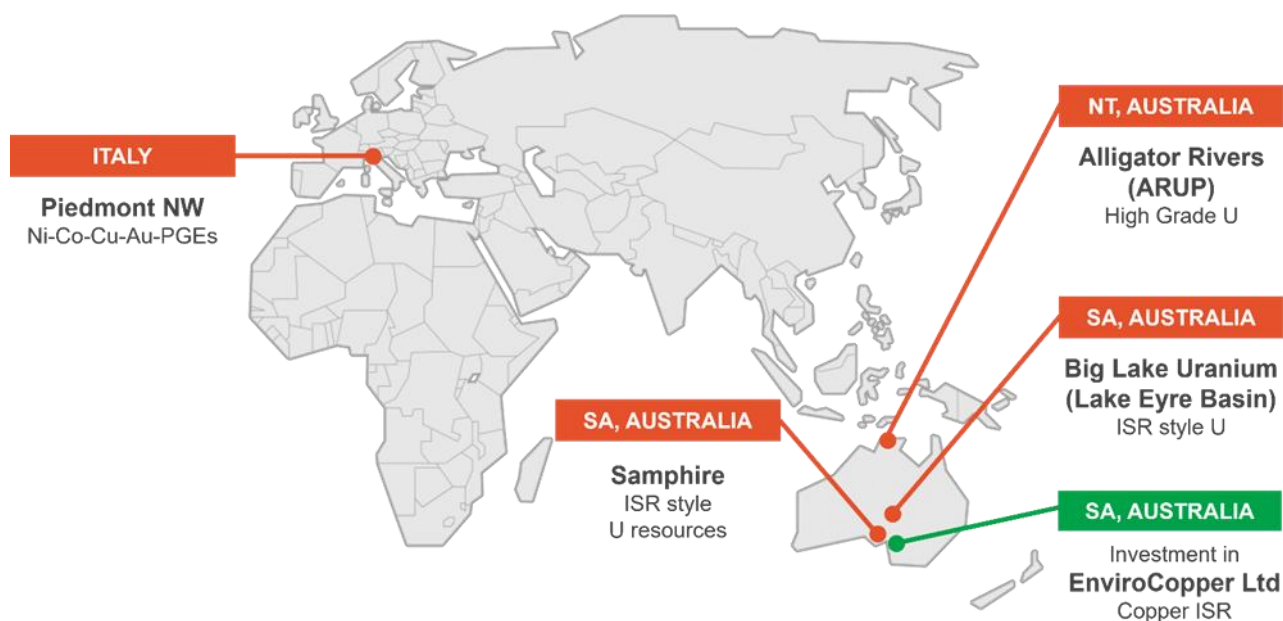 ITALY
Piedmont NW
Ni-Co-Cu-Au-PGEs
NT, AUSTRALIA
Alligator Rivers
(ARUP)
High Grade U
SA, AUSTRALIA
Big Lake Uranium
(Lake Eyre Basin)
ISR style U
SA, AUSTRALIA
Samphire
ISR style
U resources
SA, AUSTRALIA
Investment in
EnviroCopper Ltd
Copper ISR